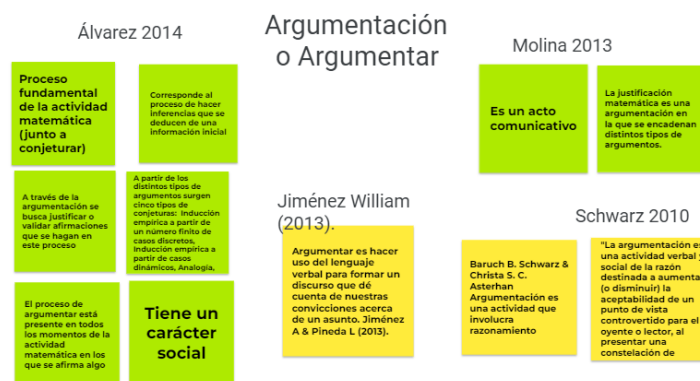 Argumentación
o Argumentar
Álvarez 2014
Proceso
fundamental
de la actividad
matemática
(junto a
conjeturar)
Corresponde al
proceso de hacer
inferencias que se
deducen de una
información inicial
A través de la
argumentación se
busca justificar o
validar afirmaciones
que se hagan en
este proceso
A partir de los
distintos tipos de
argumentos surgen
cinco tipos de
conjeturas: Inducción
empírica a partir de
un número finito de
casos discretos,
Inducción empírica a
partir de casos
dinámicos, Analogía,
El proceso de
argumentar está
presente en todos
los momentos de la
actividad
matemática en los
que se afirma algo
Tiene un
carácter
social
Jiménez William
(2013).
Argumentar es hacer
uso del lenguaje
verbal para formar un
discurso que dé
cuenta de nuestras
convicciones acerca
de un asunto. Jiménez
A & Pineda L (2013).
Molina 2013
Es un acto
comunicativo
La justificación
matemática es una
argumentación en
la que se encadenan
distintos tipos de
argumentos.
Schwarz 2010
Baruch B. Schwarz &
Christa S. C.
Asterhan
Argumentación es
una actividad que
involucra
razonamiento
"La argumentación es
una actividad verbal y
social de la razón
destinada a aumenta
(o disminuir) la
aceptabilidad de un
punto de vista
controvertido para el
oyente o lector, al
presentar una
constelación de